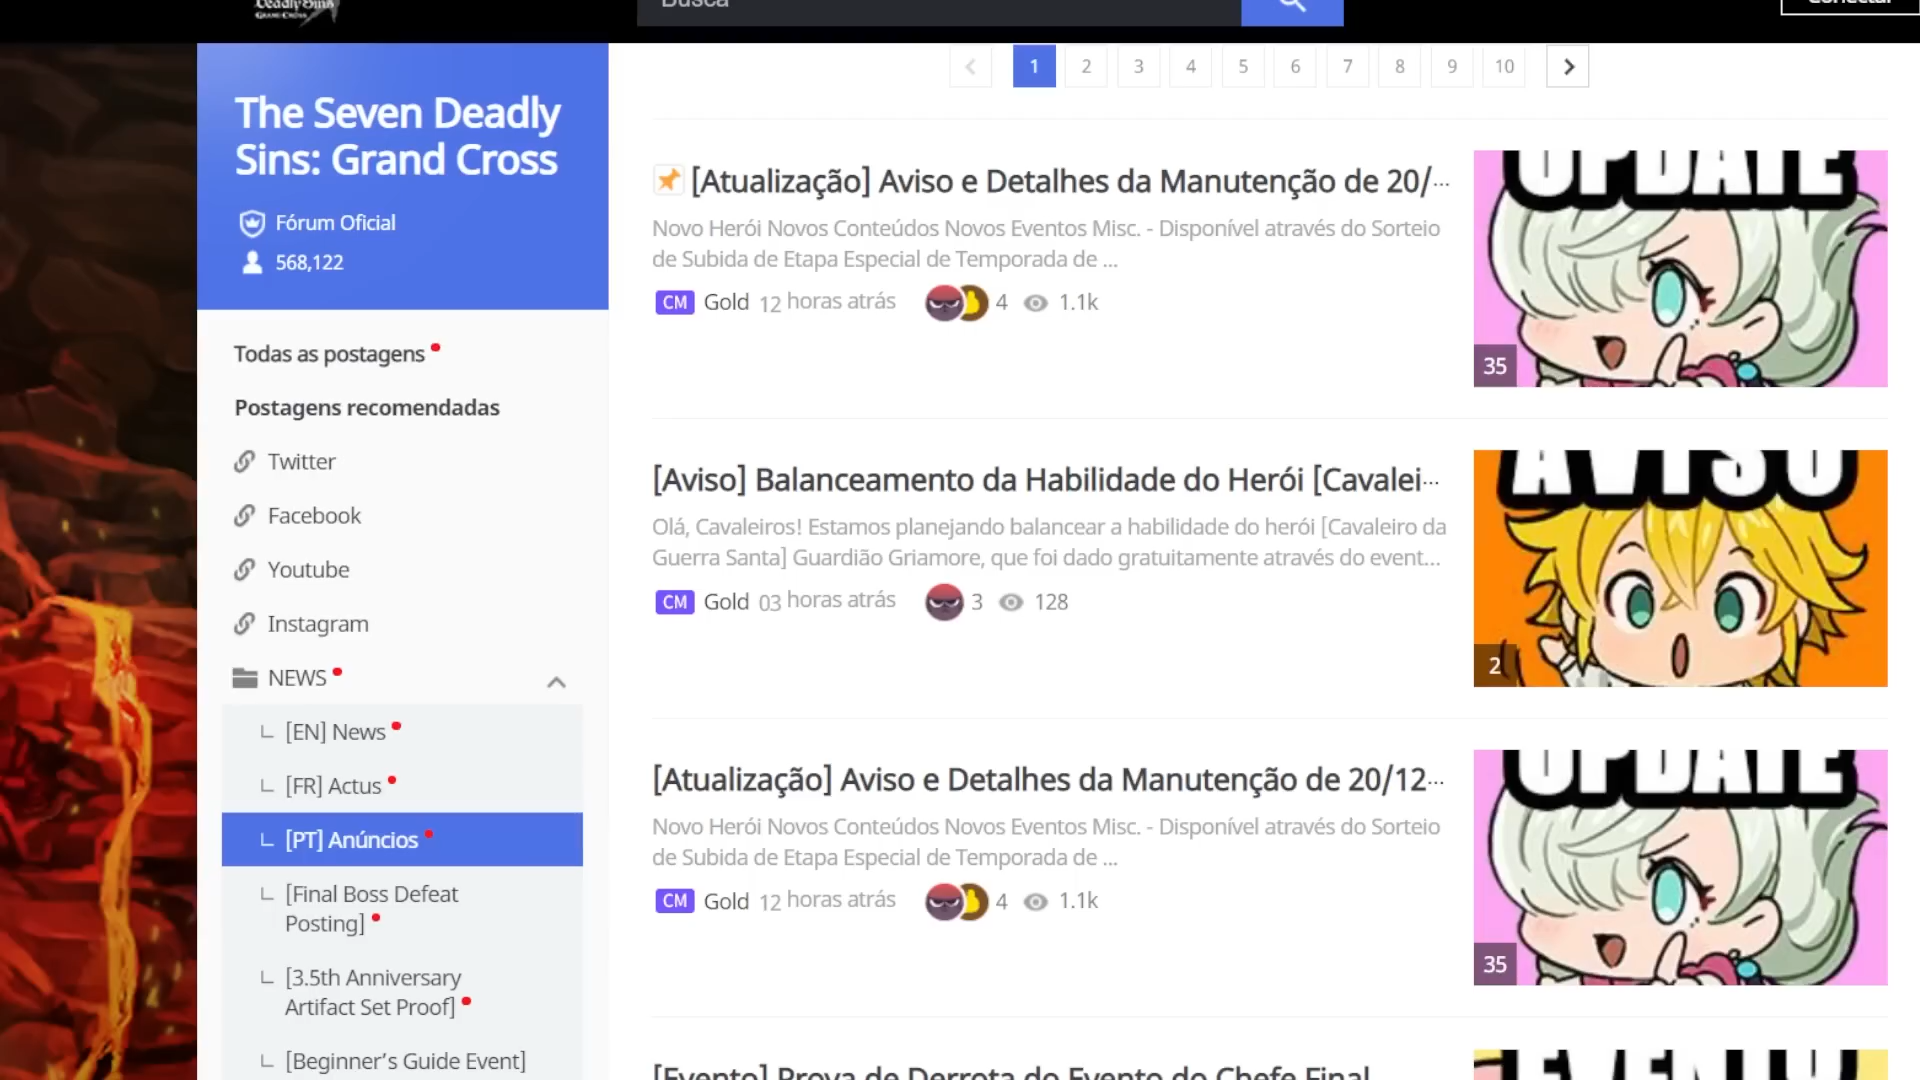 Deadly Sins
GRAND CROSS
Busca
Conectar
The Seven Deadly
Sins: Grand Cross
Fórum Oficial
568,122
Todas as postagens
Postagens recomendadas
Twitter
Facebook
Youtube
Instagram
NEWS
[EN] News
[FR] Actus
[PT] Anúncios
[Final Boss Defeat
Posting]
[3.5th Anniversary
Artifact Set Proof]
[Beginner’s Guide Event]
1 2 3 4 5 6 7 8 9 10
[Atualização] Aviso e Detalhes da Manutenção de 20/...
Novo Herói Novos Conteúdos Novos Eventos Misc. - Disponível através do Sorteio
de Subida de Etapa Especial de Temporada de ...
CM Gold 12 horas atrás 4 1.1k
UPDATE
35
[Aviso] Balanceamento da Habilidade do Herói [Cavalei...
Olá, Cavaleiros! Estamos planejando balancear a habilidade do herói [Cavaleiro da
Guerra Santa] Guardião Griamore, que foi dado gratuitamente através do event...
CM Gold 03 horas atrás 3 128
AVISO
2
[Atualização] Aviso e Detalhes da Manutenção de 20/12...
Novo Herói Novos Conteúdos Novos Eventos Misc. - Disponível através do Sorteio
de Subida de Etapa Especial de Temporada de ...
CM Gold 12 horas atrás 4 1.1k
UPDATE
35
[Evento] Prova de Derrota do Evento do Chefe Final
EVENTO